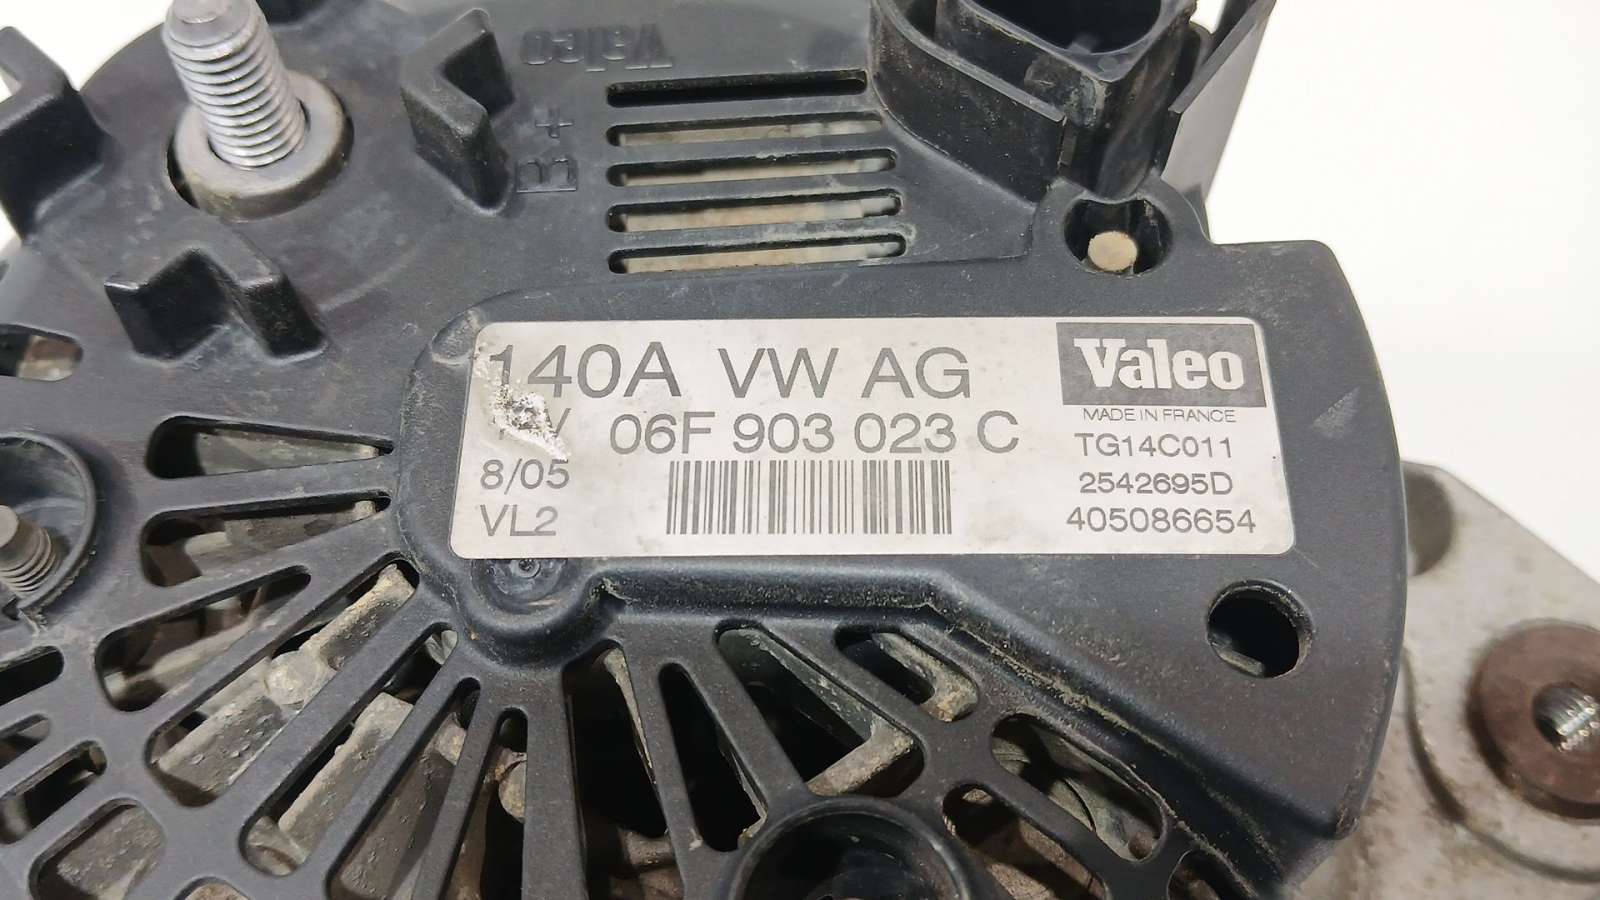 Valeo
B+
140A VW AG
06F 903 023 C
8/05
VL2
Valeo
MADE IN FRANCE
TG14C011
2542695D
405086654